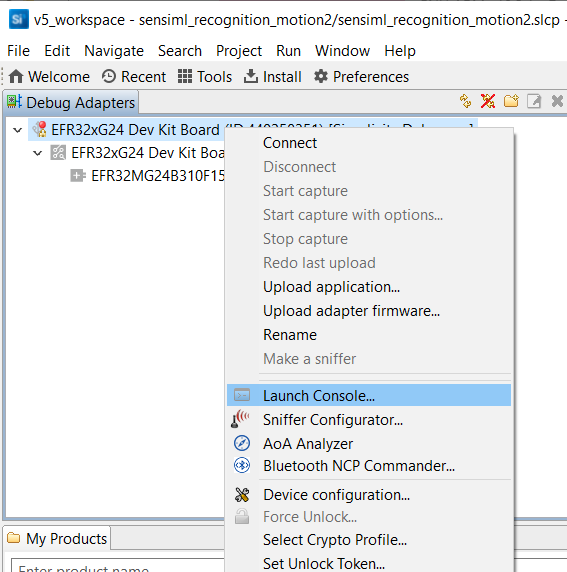 Si v5_workspace - sensiml_recognition_motion2/sensiml_recognition_motion2.slcp -
File Edit Navigate Search Project Run Window Help
Welcome Recent Tools Install Preferences
Debug Adapters
EFR32xG24 Dev Kit Board
EFR32xG24 Dev Kit Boa
EFR32MG24B310F15
Connect
Disconnect
Start capture
Start capture with options...
Stop capture
Redo last upload
Upload application...
Upload adapter firmware...
Rename
Make a sniffer
Launch Console...
Sniffer Configurator...
AoA Analyzer
Bluetooth NCP Commander...
Device configuration...
Force Unlock...
Select Crypto Profile...
Set Unlock Token...
My Products
Enter product name